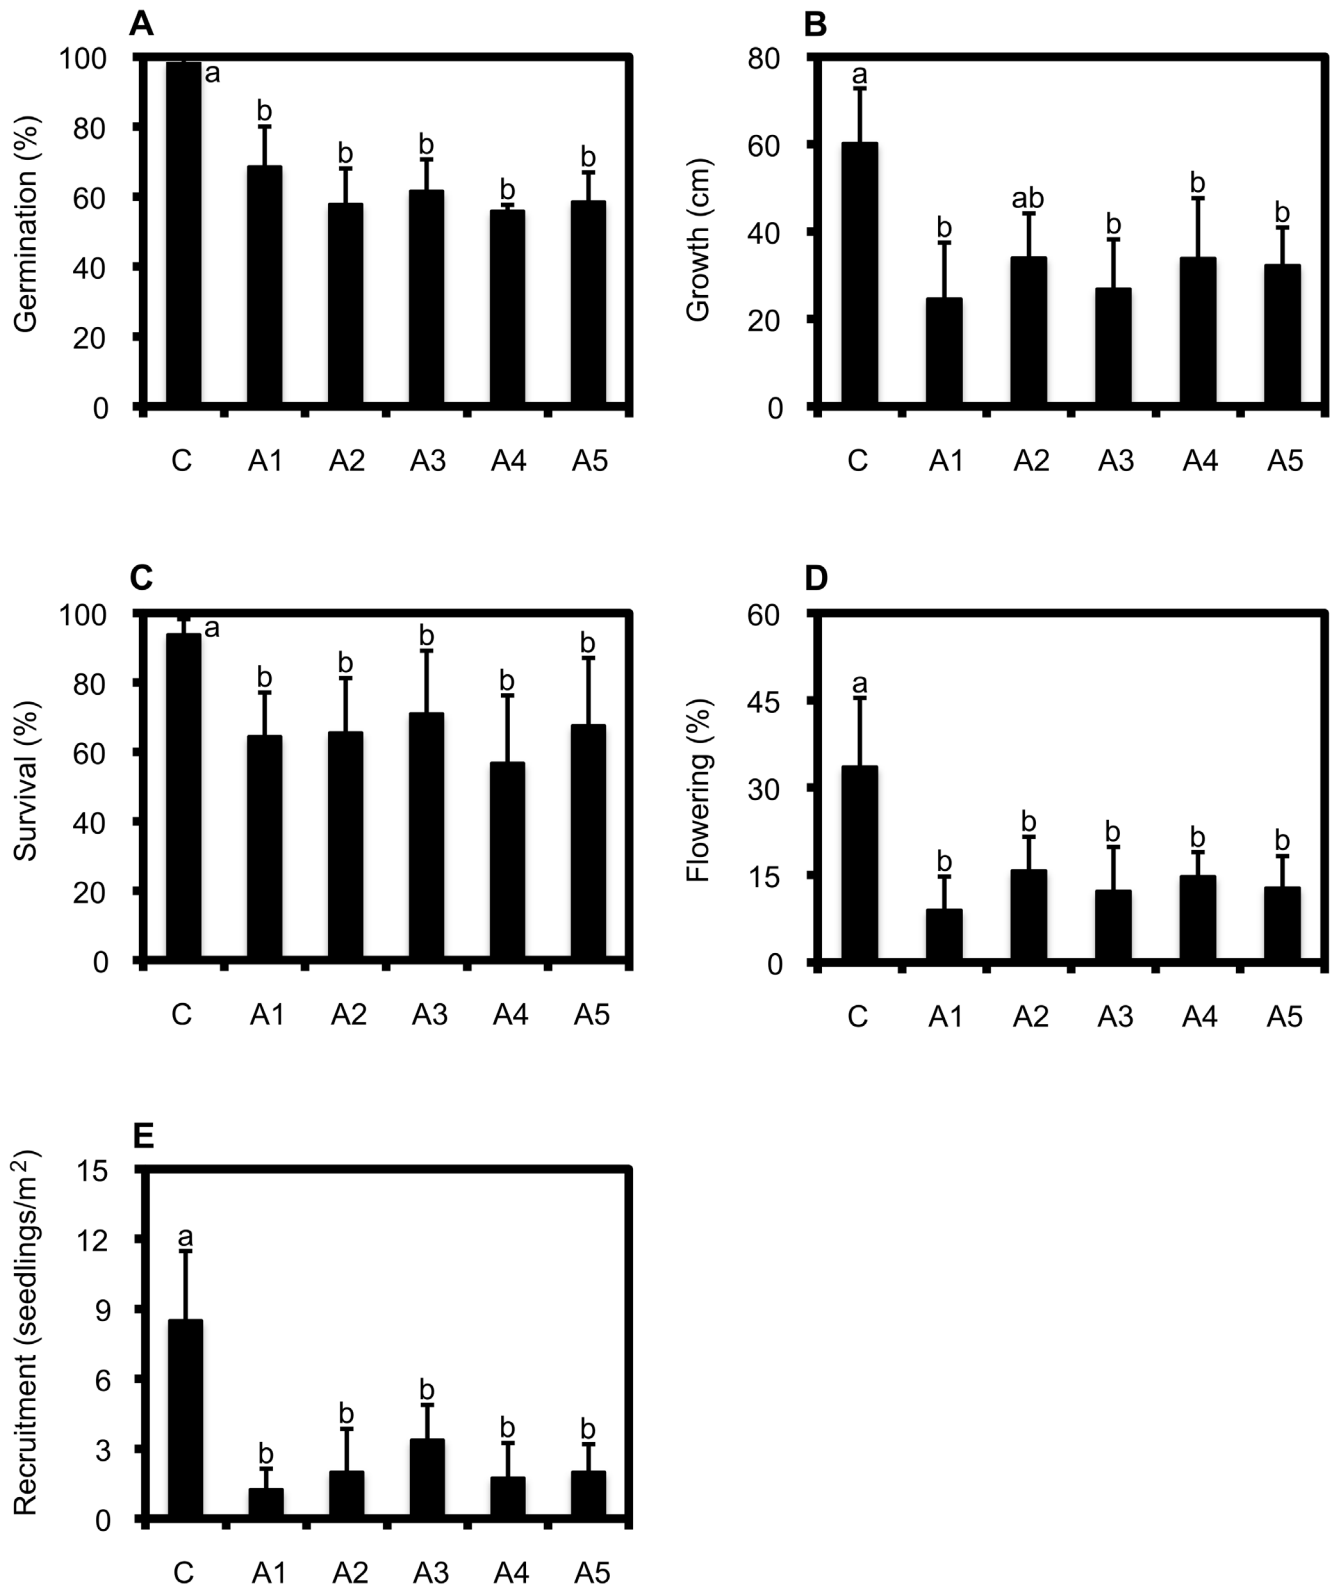 A
Germination (%)
100
80
60
40
20
0
a
b
b
b
b
b
C A1 A2 A3 A4 A5
B
Growth (cm)
80
60
40
20
0
a
b
ab
b
b
b
C A1 A2 A3 A4 A5
C
Survival (%)
100
80
60
40
20
0
a
b
b
b
b
b
C A1 A2 A3 A4 A5
D
Flowering (%)
60
45
30
15
0
a
b
b
b
b
b
C A1 A2 A3 A4 A5
E
Recruitment (seedlings/m²)
15
12
9
6
3
0
a
b
b
b
b
b
C A1 A2 A3 A4 A5